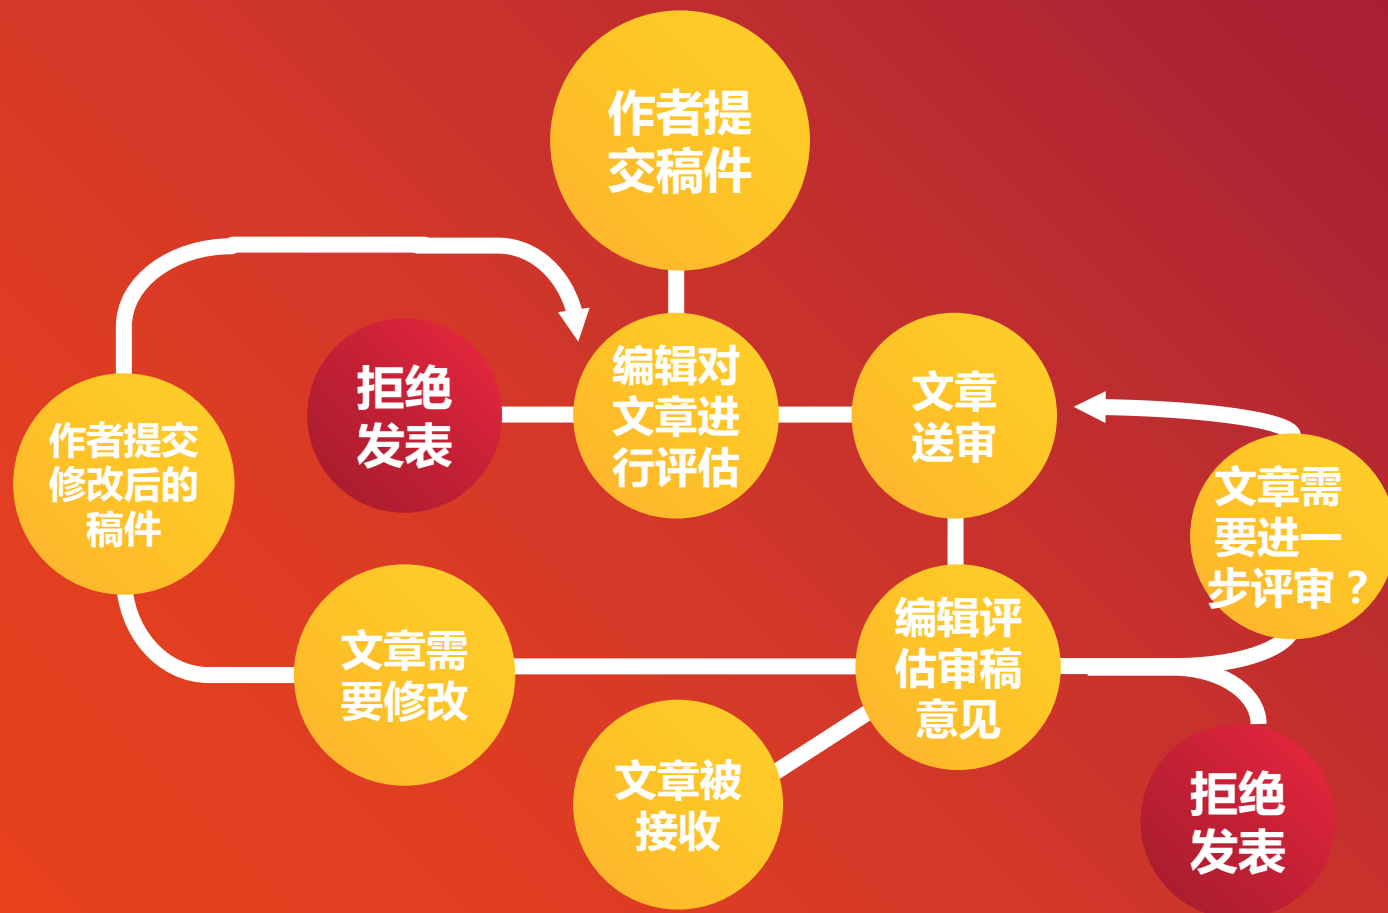 作者提
交稿件
拒绝
发表
编辑对
文章进
行评估
文章
送审
作者提交
修改后的
稿件
文章需
要进一
步评审？
文章需
要修改
编辑评
估审稿
意见
文章被
接收
拒绝
发表